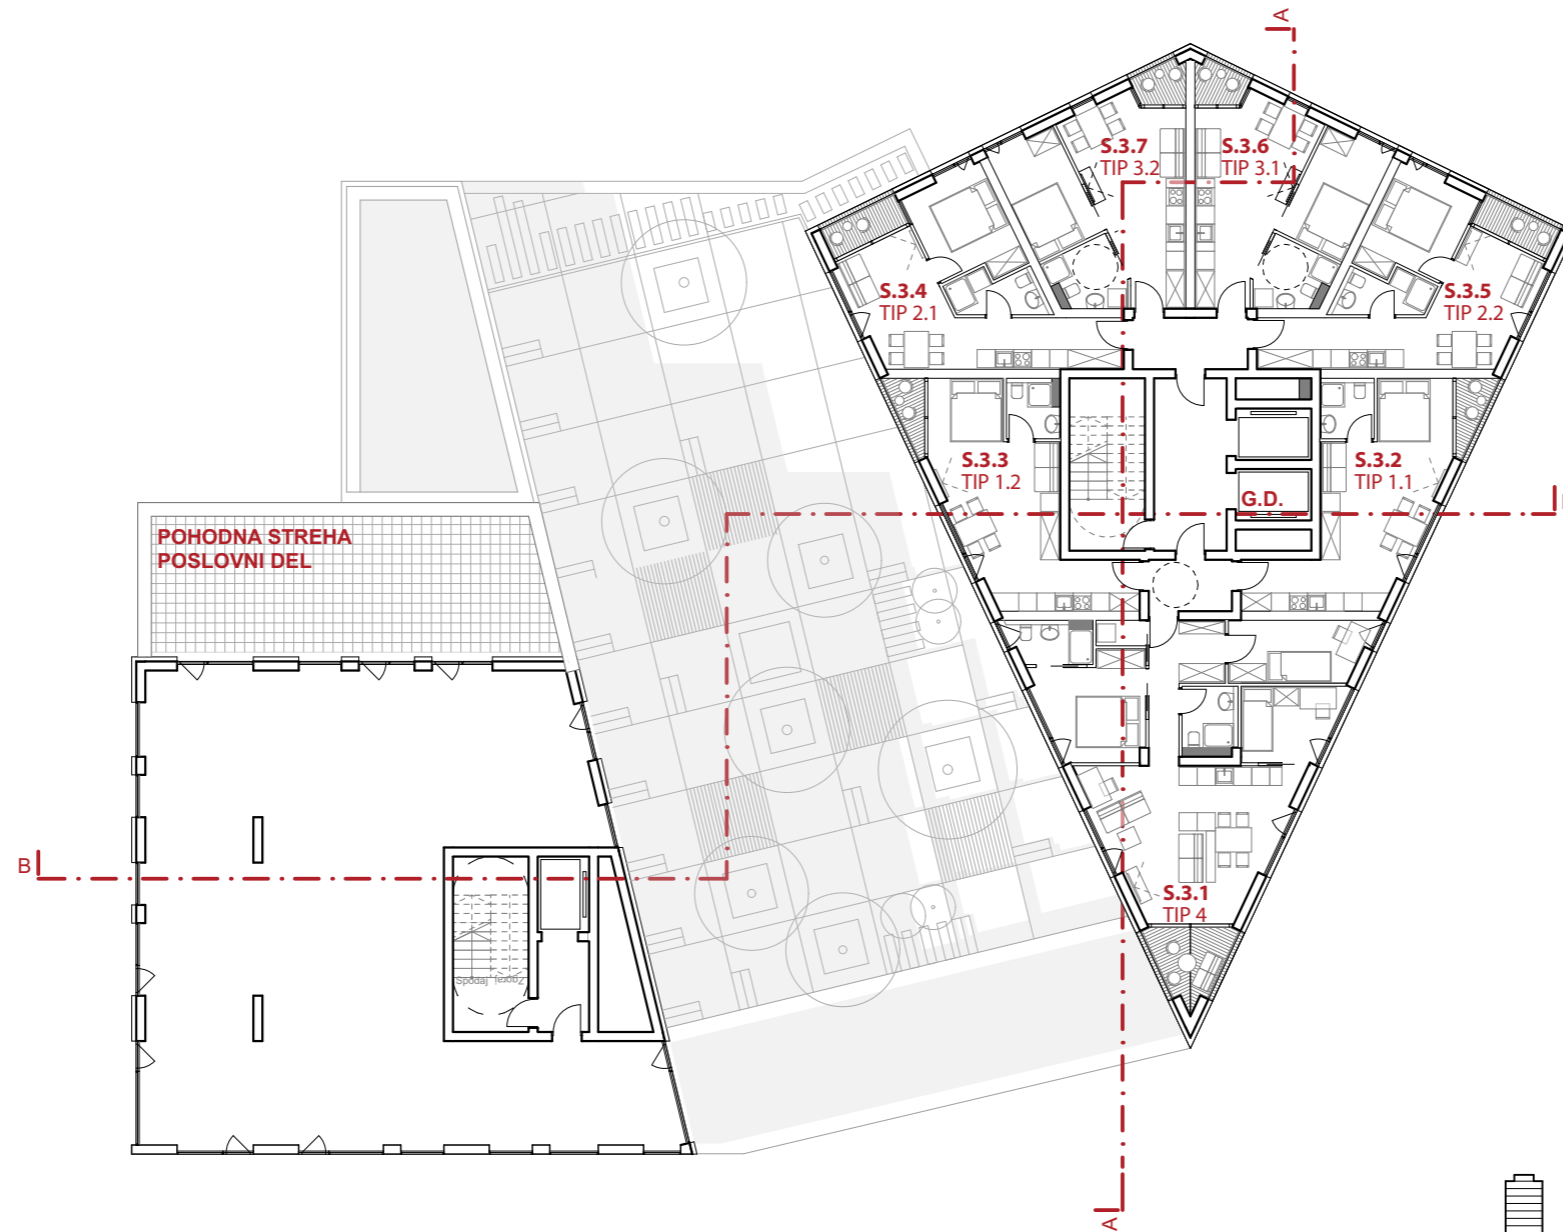 A
S.3.7
TIP 3.2
S.3.6
TIP 3.1
S.3.4
TIP 2.1
S.3.5
TIP 2.2
S.3.3
TIP 1.2
S.3.2
TIP 1.1
G.D.
POHODNA STREHA
POSLOVNI DEL
B
S.3.1
TIP 4
Spodaj
Zgoraj
A